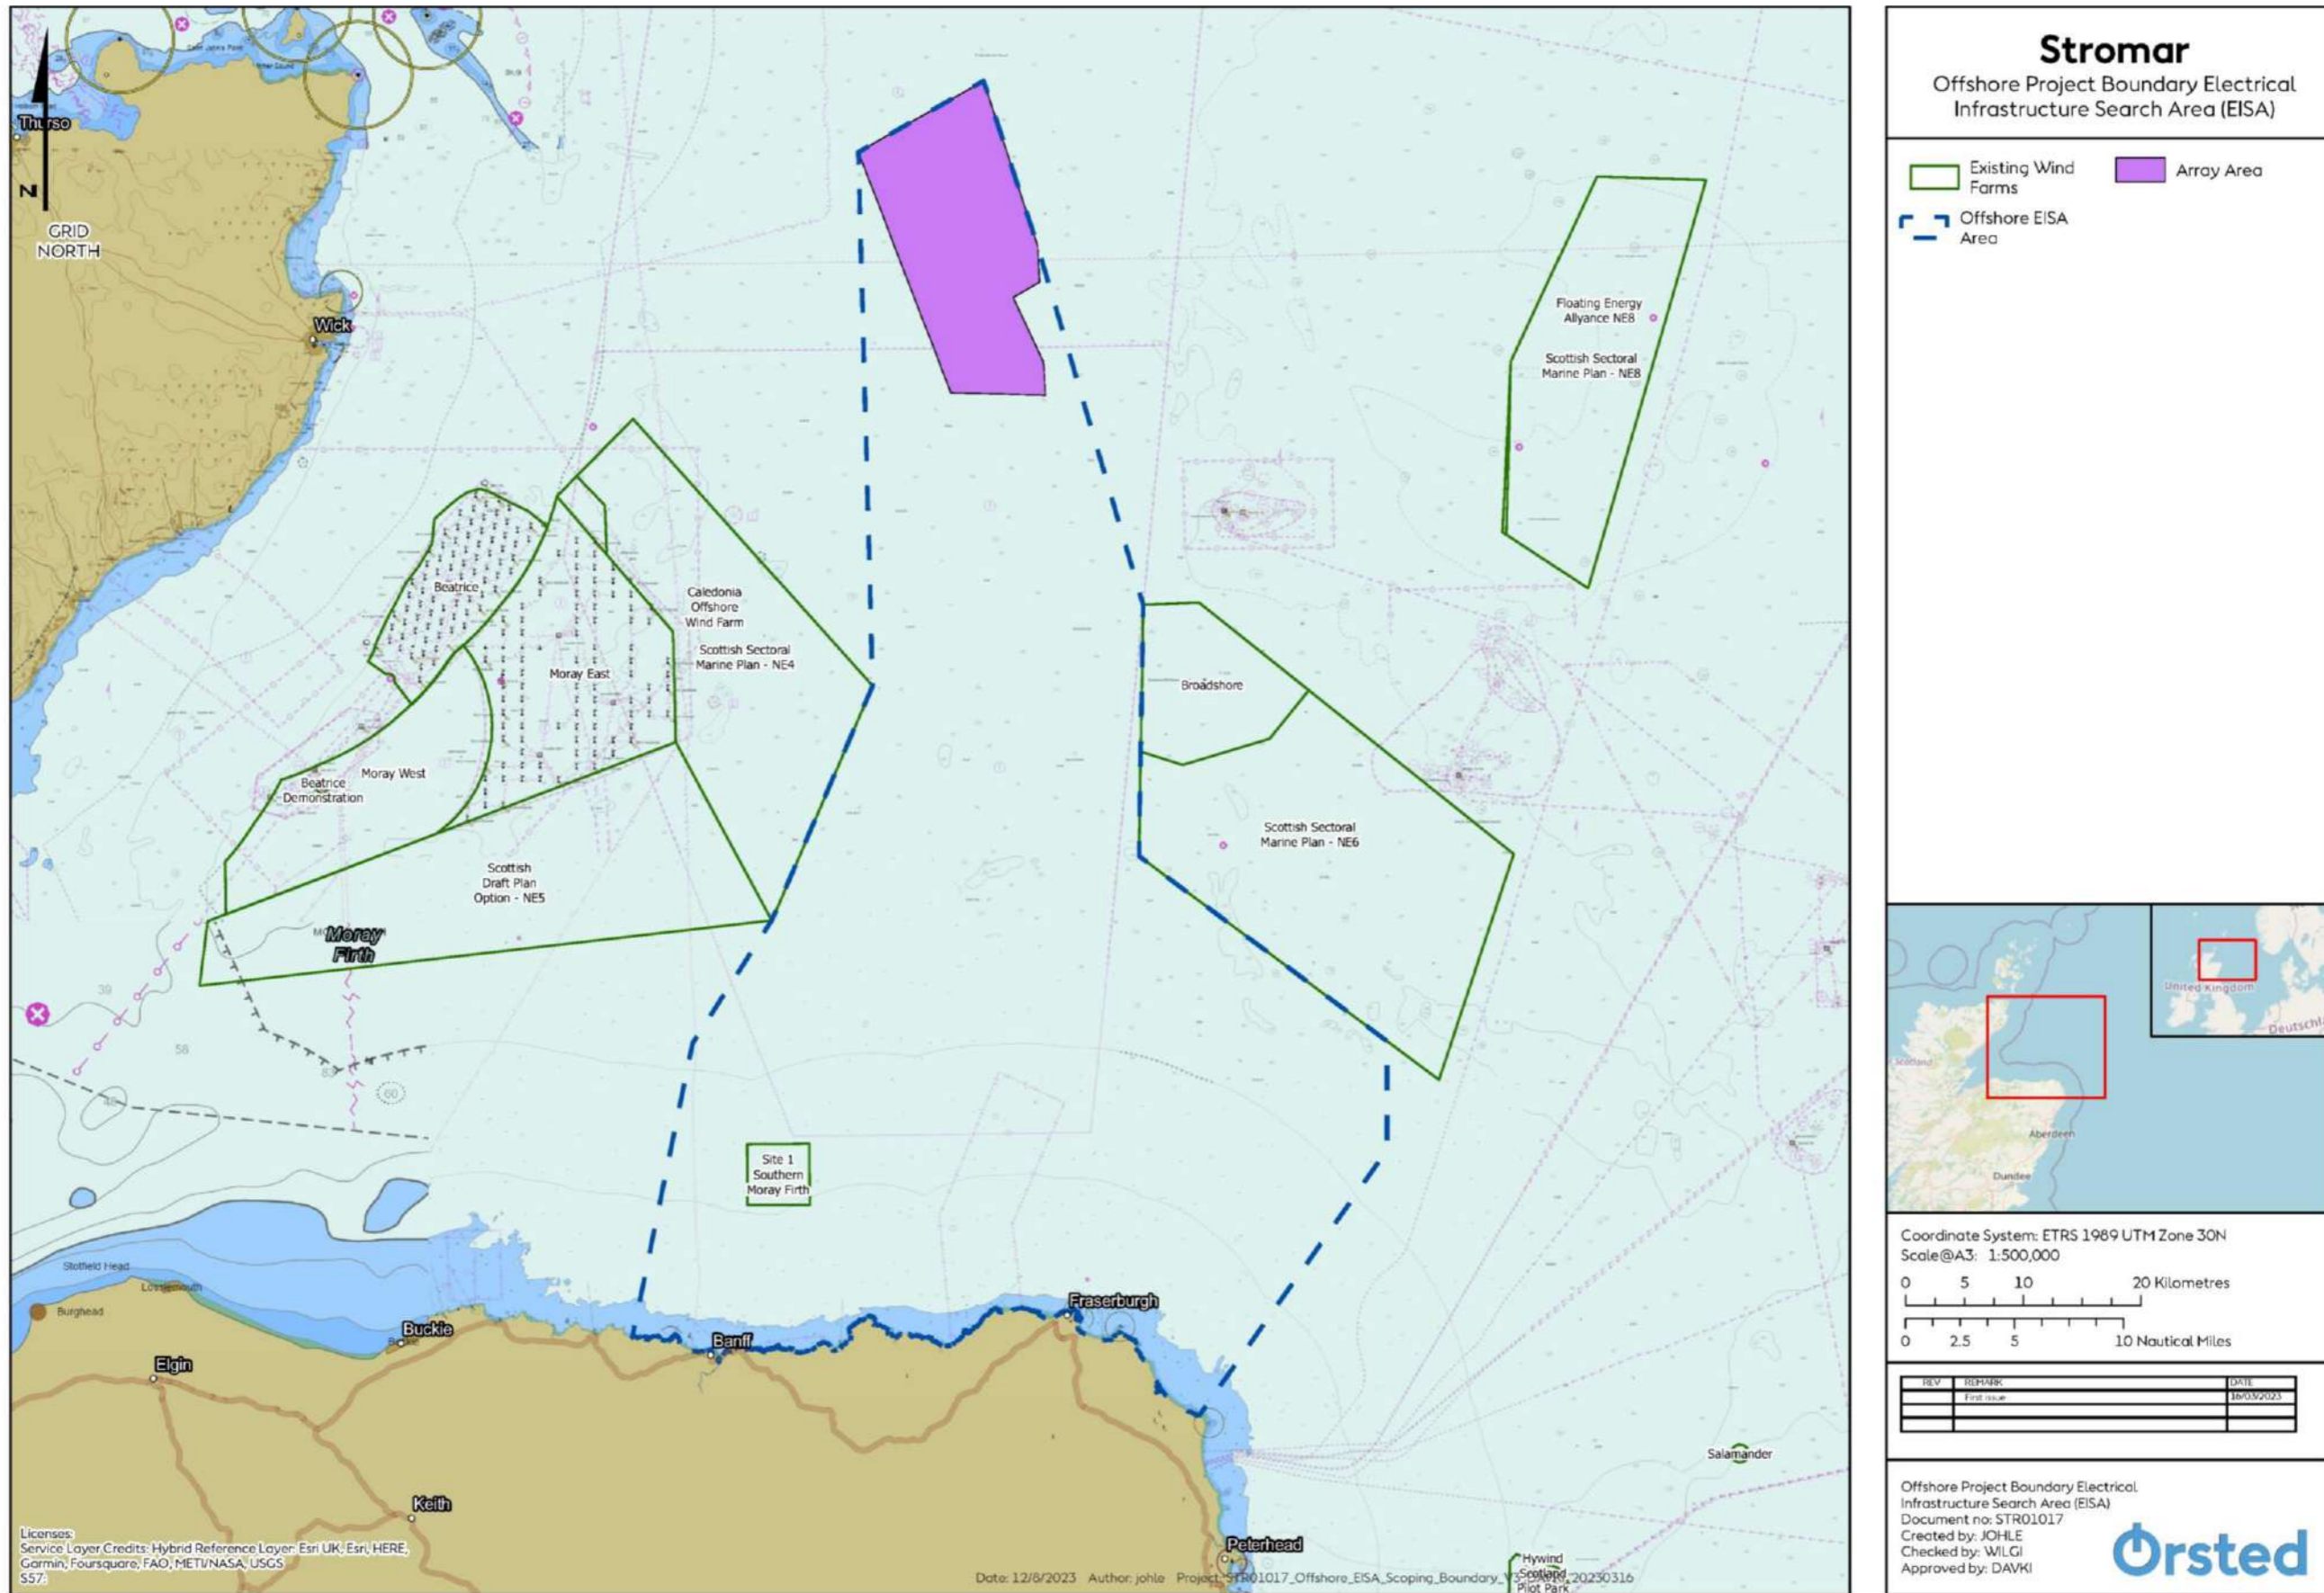 Thurso
N
GRID
NORTH
Wick
Floating Energy
Allyance NE8
Scottish Sectoral
Marine Plan - NE8
Beatrice
Caledonia
Offshore
Wind Farm
Scottish Sectoral
Marine Plan - NE4
Moray East
Broadshore
Moray West
Beatrice
Demonstration
Scottish Sectoral
Marine Plan - NE6
Scottish
Draft Plan
Option - NE5
Moray
Firth
39
58
60
Site 1
Southern
Moray Firth
Stotfield Head
Lossiemouth
Burghead
Buckie
Elgin
Banff
Fraserburgh
Keith
Peterhead
Salamander
Hywind
Scotland
Pilot Park
Licenses:
Service Layer Credits: Hybrid Reference Layer: Esri UK, Esri, HERE,
Garmin, Foursquare, FAO, METI/NASA, USGS
S57:
Date: 12/8/2023 Author: johle
Stromar
Offshore Project Boundary Electrical
Infrastructure Search Area (EISA)
Existing Wind
Farms
Array Area
Offshore EISA
Area
United Kingdom
Scotland
Aberdeen
Dundee
Coordinate System: ETRS 1989 UTM Zone 30N
Scale@A3: 1:500,000
0 5 10 20 Kilometres
0 2.5 5 10 Nautical Miles
REV REMARK DATE
First issue 16/03/2023
Offshore Project Boundary Electrical
Infrastructure Search Area (EISA)
Document no: STR01017
Created by: JOHLE
Checked by: WILGI
Approved by: DAVKI
Ørsted